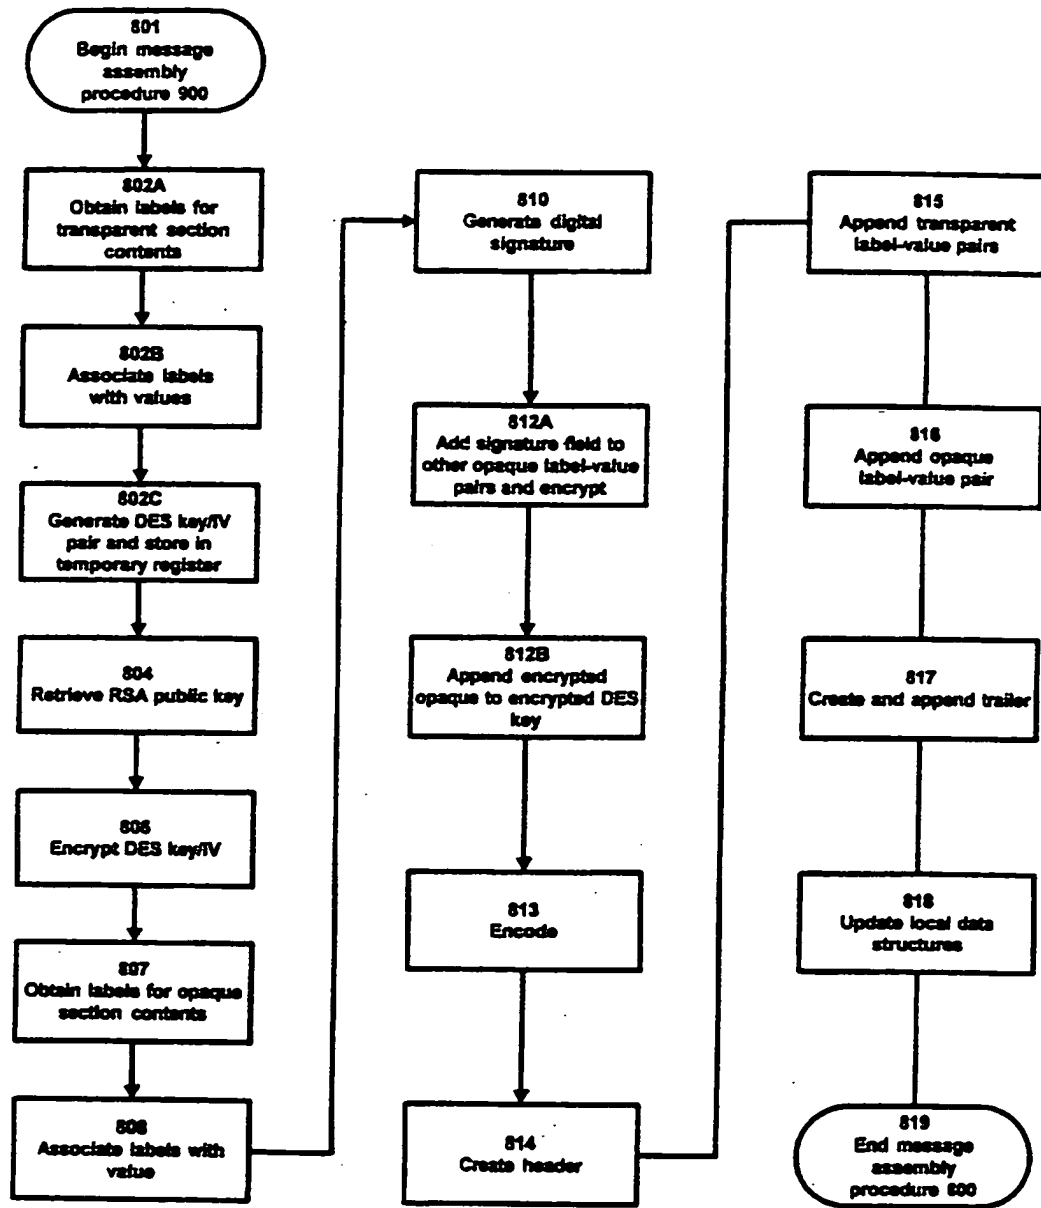 801
Begin message
assembly
procedure 900
802A
Obtain labels for
transparent section
contents
802B
Associate labels
with values
802C
Generate DES key/IV
pair and store in
temporary register
804
Retrieve RSA public key
806
Encrypt DES key/IV
807
Obtain labels for opaque
section contents
808
Associate labels with
value
810
Generate digital
signature
812A
Add signature field to
other opaque label-value
pairs and encrypt
812B
Append encrypted
opaque to encrypted DES
key
813
Encode
814
Create header
815
Append transparent
label-value pairs
816
Append opaque
label-value pair
817
Create and append trailer
818
Update local data
structures
819
End message
assembly
procedure 800